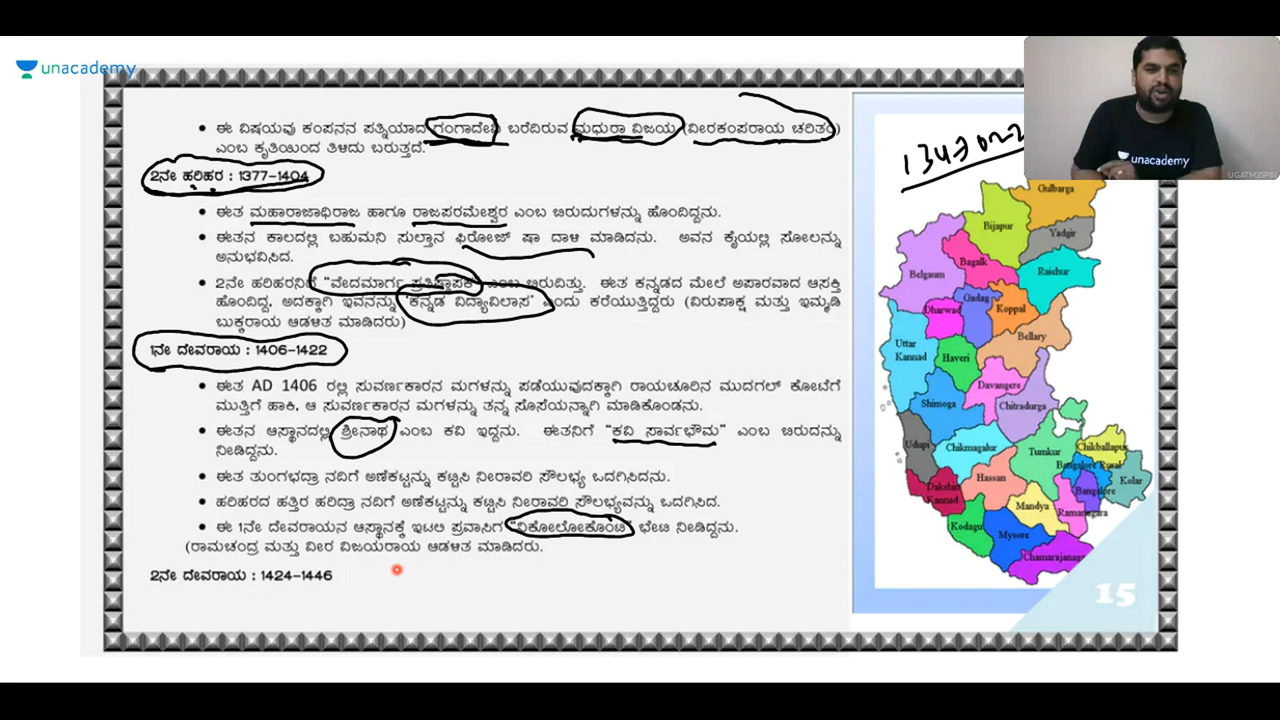 unacademy
• ಈ ವಿಷಯವು ಕಂಪನನ ಪತ್ನಿಯಾದ ಗಂಗಾದೇವಿ ಬರೆವಿರುವ ಮಧುರಾ ವಿಜಯ (ವೀರಕಂಪರಾಯ ಚರಿತಂ)
ಎಂಬ ಕೃತಿಯಿಂದ ತಿಳಿದು ಬರುತ್ತದೆ.
1347
2ನೇ ಹರಿಹರ : 1377-1404
• ಈತ ಮಹಾರಾಜಾಧಿರಾಜ ಹಾಗೂ ರಾಜಪರಮೇಶ್ವರ ಎಂಬ ಬಿರುದುಗಳನ್ನು ಹೊಂದಿದ್ದನು.
• ಈತನ ಕಾಲದಲ್ಲಿ ಬಹುಮನಿ ಸುಲ್ತಾನ ಫಿರೋಜ್ ಷಾ ದಾಳಿ ಮಾಡಿದನು. ಅವನ ಕೈಯಲ್ಲಿ ಸೋಲನ್ನು
ಅನುಭವಿಸಿದ.
• 2ನೇ ಹರಿಹರನಿಗೆ "ವೇದಮಾರ್ಗ ಪ್ರತಿಷ್ಠಾಪಕ" ಎಂಬ ಬಿರುವಿತ್ತು. ಈತ ಕನ್ನಡದ ಮೇಲೆ ಅಪಾರವಾದ ಆಸಕ್ತಿ
ಹೊಂದಿದ್ದ, ಅದಕ್ಕಾಗಿ ಇವನನ್ನು "ಕನ್ನಡ ವಿದ್ಯಾವಿಲಾಸ" ಎಂದು ಕರೆಯುತ್ತಿದ್ದರು (ವಿರುಪಾಕ್ಷ ಮತ್ತು ಇಮ್ಮಡಿ
ಬುಕ್ಕರಾಯ ಆಡಳಿತ ಮಾಡಿದರು)
1ನೇ ದೇವರಾಯ : 1406-1422
• ಈತ AD 1406 ರಲ್ಲಿ ಸುವರ್ಣಕಾರನ ಮಗಳನ್ನು ಪಡೆಯುವುದಕ್ಕಾಗಿ ರಾಯಚೂರಿನ ಮುದಗಲ್ ಕೋಟೆಗೆ
ಮುತ್ತಿಗೆ ಹಾಕಿ, ಆ ಸುವರ್ಣಕಾರನ ಮಗಳನ್ನು ತನ್ನ ಸೊಸೆಯನ್ನಾಗಿ ಮಾಡಿಕೊಂಡನು.
• ಈತನ ಆಸ್ಥಾನದಲ್ಲಿ ಶ್ರೀನಾಥ ಎಂಬ ಕವಿ ಇದ್ದನು. ಈತನಿಗೆ "ಕವಿ ಸಾರ್ವಭೌಮ" ಎಂಬ ಬಿರುದನ್ನು
ನೀಡಿದ್ದನು.
• ಈತ ತುಂಗಭದ್ರಾ ನದಿಗೆ ಅಣೆಕಟ್ಟನ್ನು ಕಟ್ಟಿಸಿ ನೀರಾವರಿ ಸೌಲಭ್ಯ ಒದಗಿಸಿದನು.
• ಹರಿಹರದ ಹತ್ತಿರ ಹರಿದ್ರಾ ನದಿಗೆ ಅಣೆಕಟ್ಟನ್ನು ಕಟ್ಟಿಸಿ ನೀರಾವರಿ ಸೌಲಭ್ಯವನ್ನು ಒದಗಿಸಿದ.
• ಈ 1ನೇ ದೇವರಾಯನ ಆಸ್ಥಾನಕ್ಕೆ ಇಟಲಿ ಪ್ರವಾಸಿಗ "ನಿಕೋಲೋಕೊಂಟಿ" ಭೇಟಿ ನೀಡಿದ್ದನು.
(ರಾಮಚಂದ್ರ ಮತ್ತು ವೀರ ವಿಜಯರಾಯ ಆಡಳಿತ ಮಾಡಿದರು.
2ನೇ ದೇವರಾಯ : 1424-1446
unacademy
Gulbarga
Bijapur
Yadgir
Bagalk
Belgaum
Raichur
Gadag
Dharwad
Koppal
Bellary
Uttar
Kannad
Haveri
Davangere
Shimoga
Chitradurga
Udupi
Chikmagalur
Tumkur
Chikballapur
Bangalore Rural
Hassan
Kolar
Dakshin
Kannad
Bangalore
Mandya
Ramanagara
Kodagu
Mysere
Chamarajanaga
15